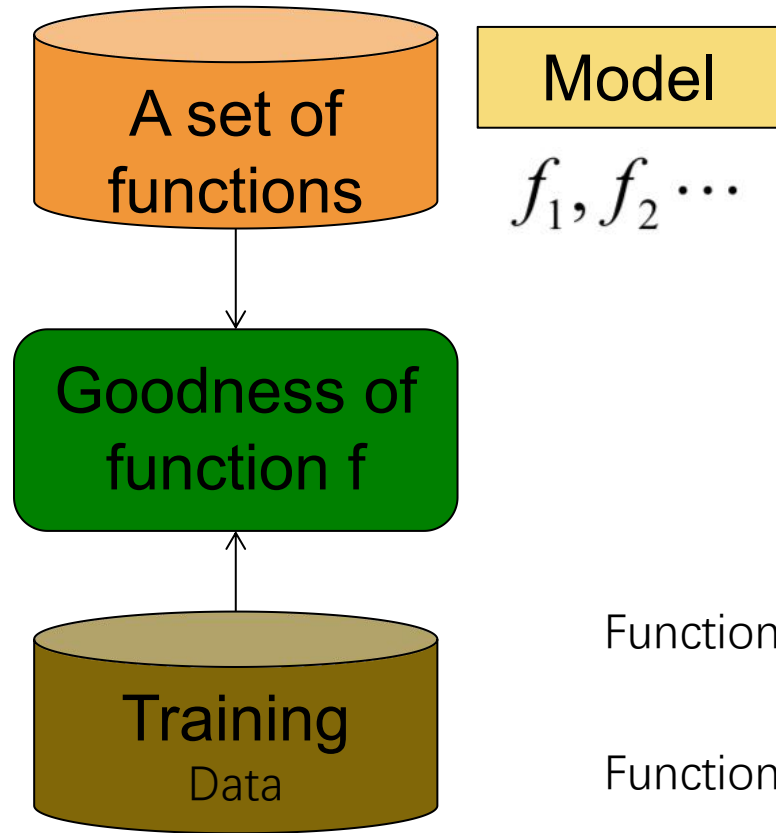 A set of
functions
Model
f₁, f₂ ⋯
Goodness of
function f
Training
Data
Function
Function